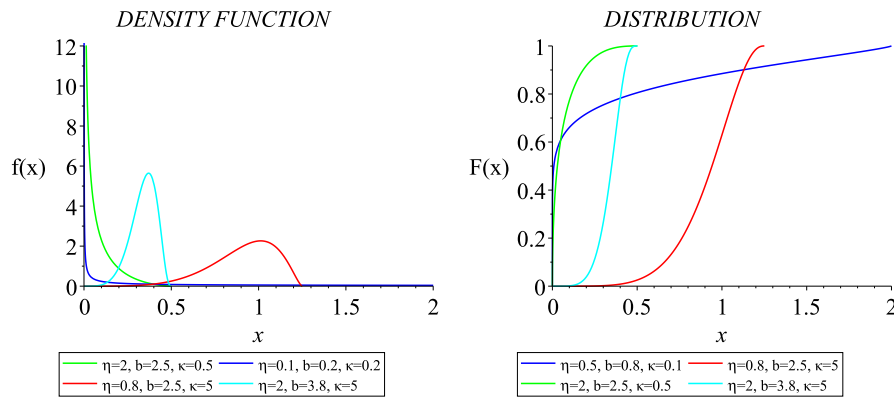 DENSITY FUNCTION
12
10
8
6
4
2
0
f(x)
0 0.5 1 1.5 2
x
η=2, b=2.5, κ=0.5 η=0.1, b=0.2, κ=0.2
η=0.8, b=2.5, κ=5 η=2, b=3.8, κ=5
DISTRIBUTION
1
0.8
0.6
0.4
0.2
0
F(x)
0 0.5 1 1.5 2
x
η=0.5, b=0.8, κ=0.1 η=0.8, b=2.5, κ=5
η=2, b=2.5, κ=0.5 η=2, b=3.8, κ=5